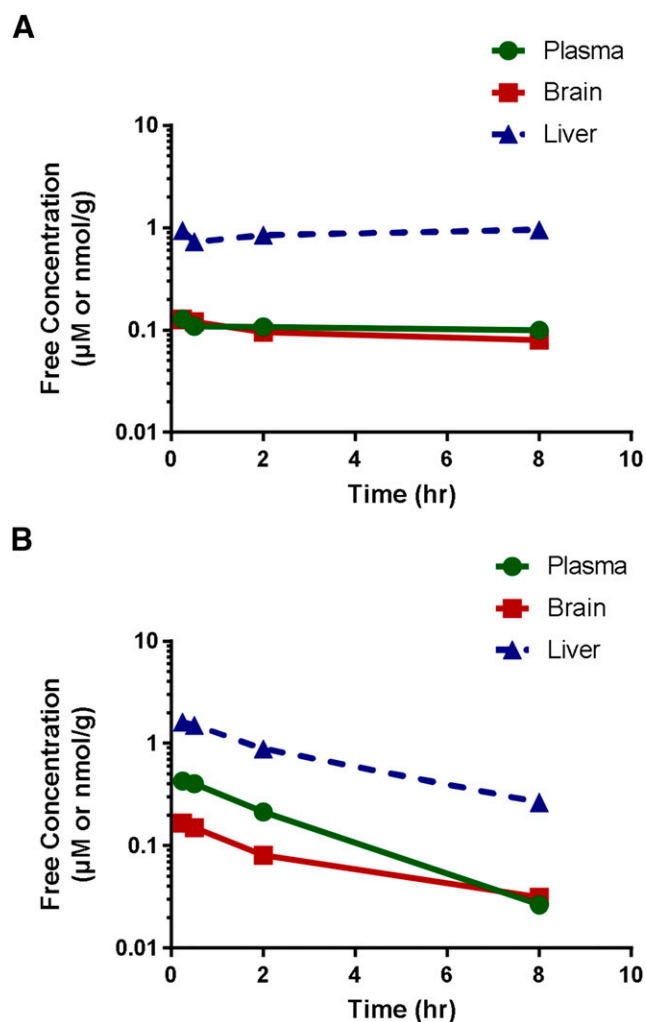 A
Plasma
Brain
Liver
10
1
0.1
0.01
Free Concentration
(µM or nmol/g)
0 2 4 6 8 10
Time (hr)
B
Plasma
Brain
Liver
10
1
0.1
0.01
Free Concentration
(µM or nmol/g)
0 2 4 6 8 10
Time (hr)